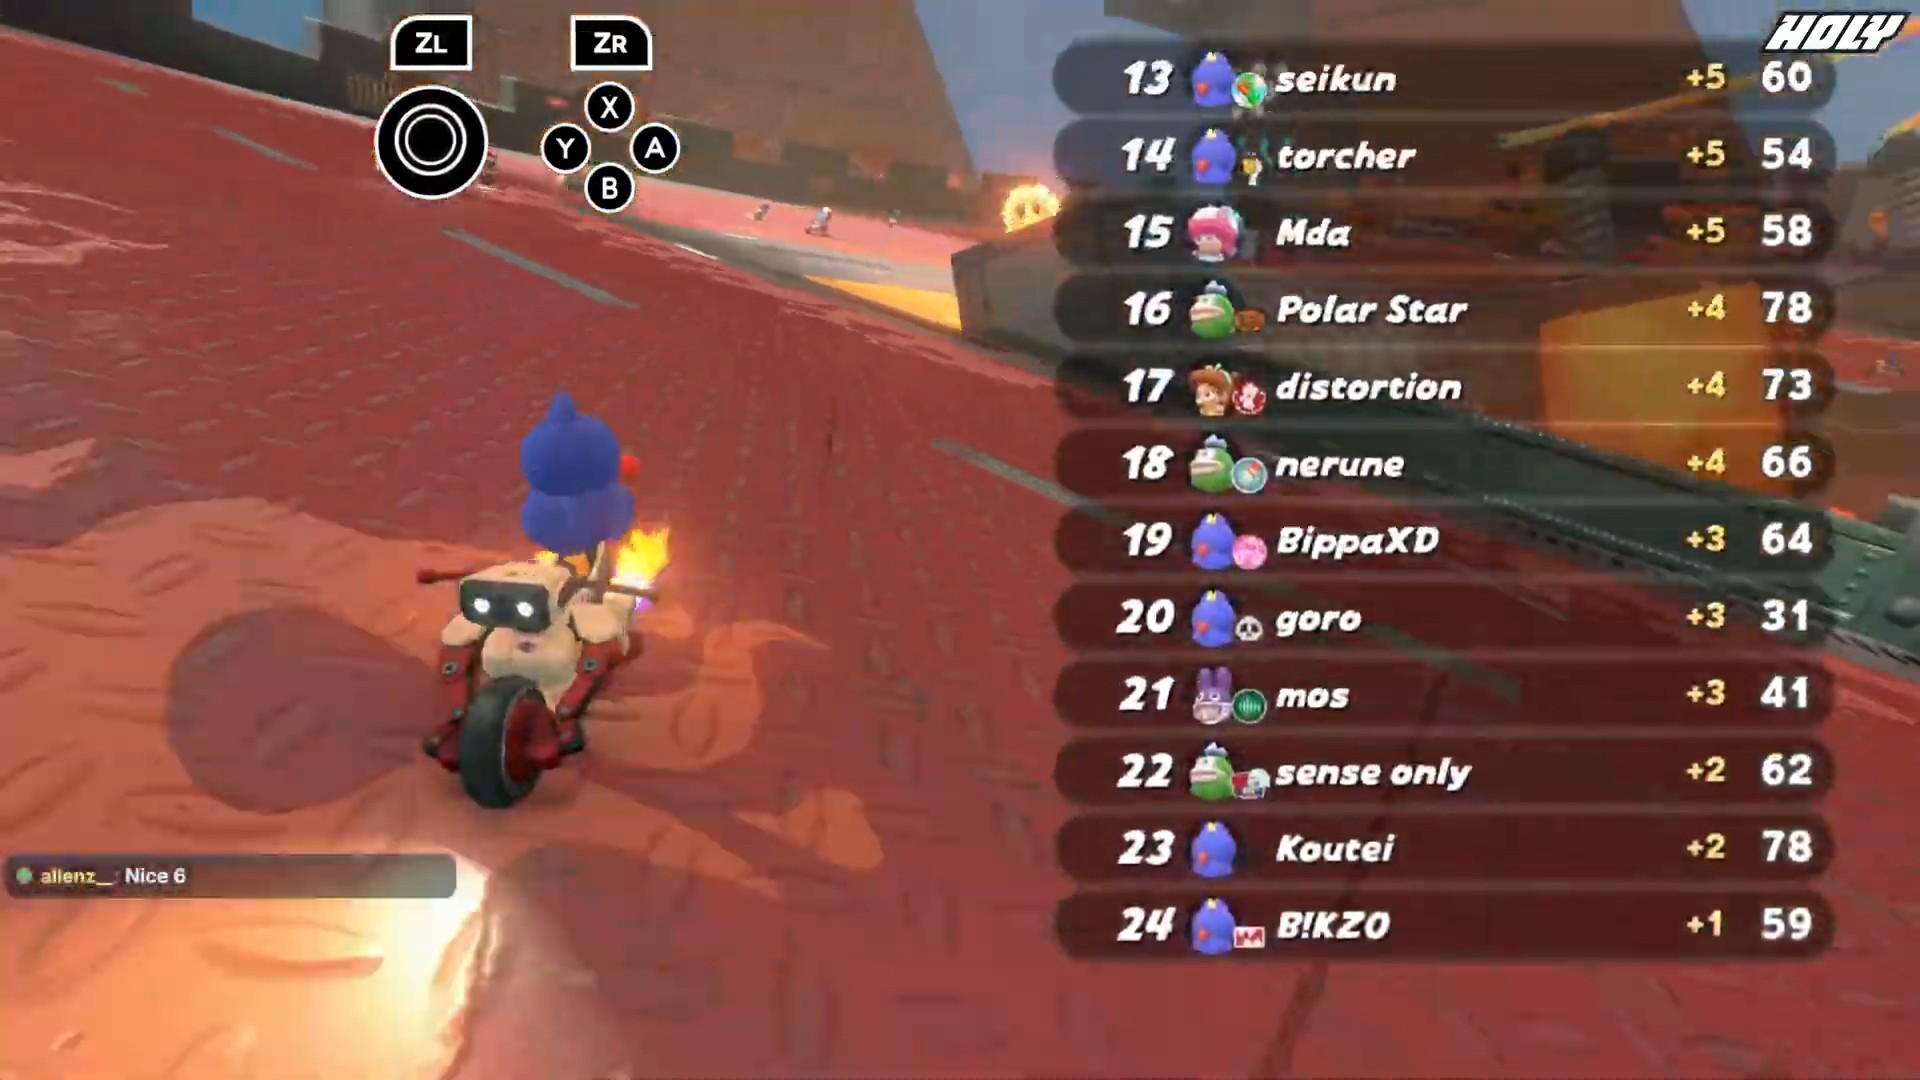 ZL ZR
X
Y A
B
HOLY
13 seikun +5 60
14 torcher +5 54
15 Mda +5 58
16 Polar Star +4 78
17 distortion +4 73
18 nerune +4 66
19 BippaXD +3 64
20 goro +3 31
21 mos +3 41
22 sense only +2 62
23 Koutei +2 78
24 B!KZO +1 59
allenz__: Nice 6